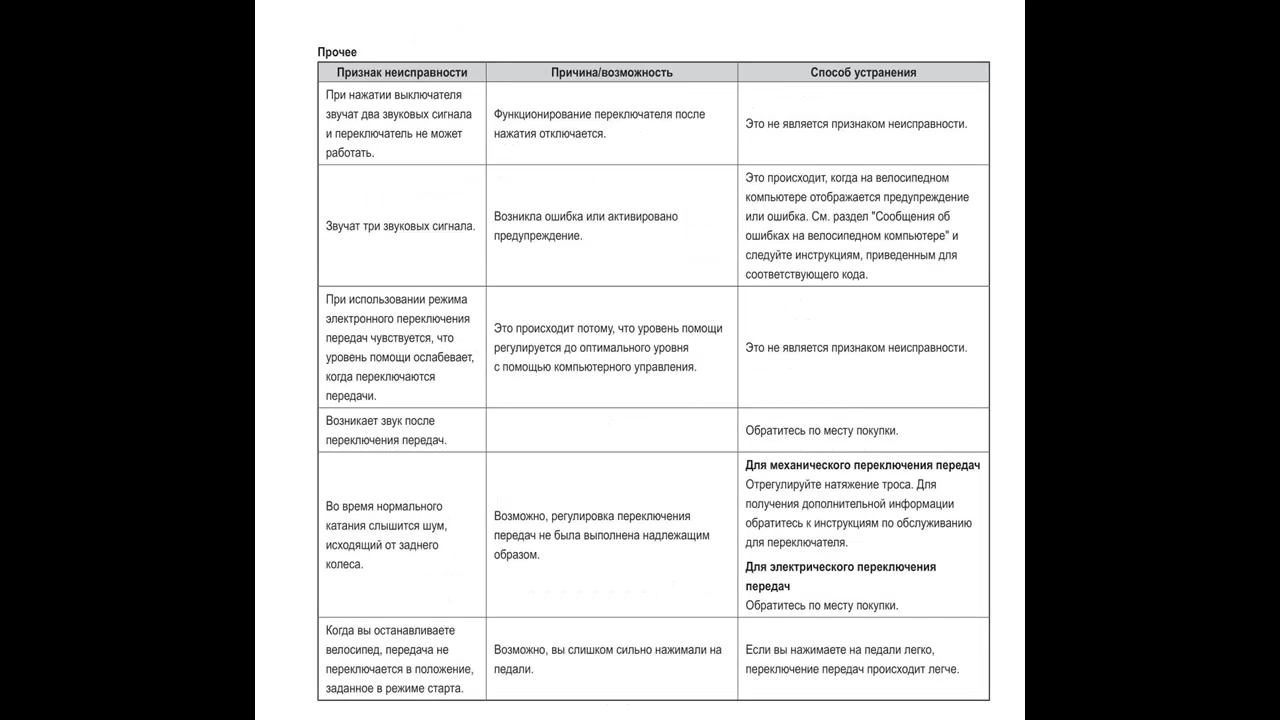 Прочее
Признак неисправности
Причина/возможность
Способ устранения
При нажатии выключателя
звучат два звуковых сигнала
и переключатель не может
работать.
Функционирование переключателя после
нажатия отключается.
Это не является признаком неисправности.
Звучат три звуковых сигнала.
Возникла ошибка или активировано
предупреждение.
Это происходит, когда на велосипедном
компьютере отображается предупреждение
или ошибка. См. раздел "Сообщения об
ошибках на велосипедном компьютере" и
следуйте инструкциям, приведенным для
соответствующего кода.
При использовании режима
электронного переключения
передач чувствуется, что
уровень помощи ослабевает,
когда переключаются
передачи.
Это происходит потому, что уровень помощи
регулируется до оптимального уровня
с помощью компьютерного управления.
Это не является признаком неисправности.
Возникает звук после
переключения передач.
Обратитесь по месту покупки.
Во время нормального
катания слышится шум,
исходящий от заднего
колеса.
Возможно, регулировка переключения
передач не была выполнена надлежащим
образом.
Для механического переключения передач
Отрегулируйте натяжение троса. Для
получения дополнительной информации
обратитесь к инструкциям по обслуживанию
для переключателя.
Для электрического переключения
передач
Обратитесь по месту покупки.
Когда вы останавливаете
велосипед, передача не
переключается в положение,
заданное в режиме старта.
Возможно, вы слишком сильно нажимали на
педали.
Если вы нажимаете на педали легко,
переключение передач происходит легче.